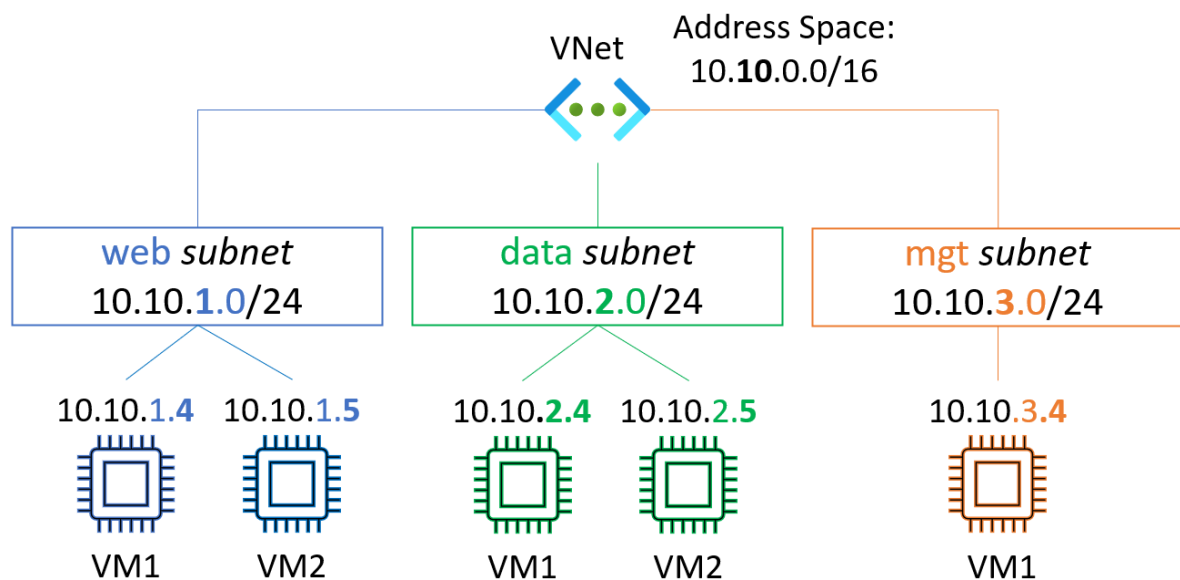 VNet
Address Space:
10.10.0.0/16
web subnet
10.10.1.0/24
data subnet
10.10.2.0/24
mgt subnet
10.10.3.0/24
10.10.1.4
10.10.1.5
10.10.2.4
10.10.2.5
10.10.3.4
VM1
VM2
VM1
VM2
VM1